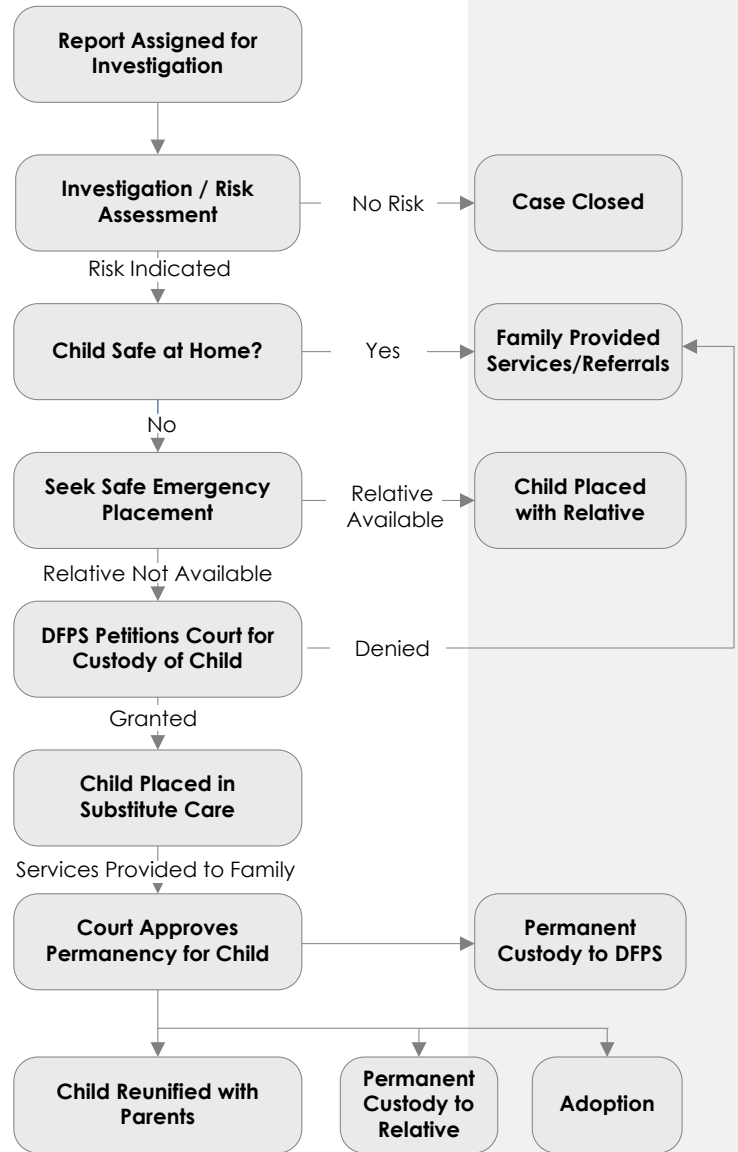 Report Assigned for
Investigation
Investigation / Risk
Assessment
No Risk
Case Closed
Risk Indicated
Child Safe at Home?
Yes
Family Provided
Services/Referrals
No
Seek Safe Emergency
Placement
Relative
Available
Child Placed
with Relative
Relative Not Available
DFPS Petitions Court for
Custody of Child
Denied
Granted
Child Placed in
Substitute Care
Services Provided to Family
Court Approves
Permanency for Child
Permanent
Custody to DFPS
Child Reunified with
Parents
Permanent
Custody to
Relative
Adoption